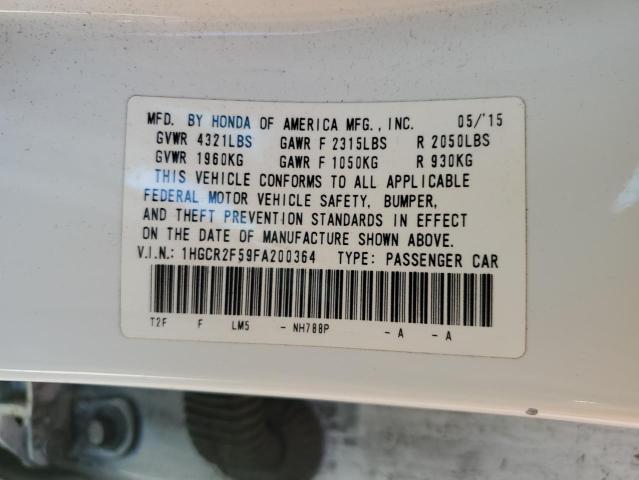 MFD. BY HONDA OF AMERICA MFG., INC. 05/'15
GVWR 4321LBS GAWR F 2315LBS R 2050LBS
GVWR 1960KG GAWR F 1050KG R 930KG
THIS VEHICLE CONFORMS TO ALL APPLICABLE
FEDERAL MOTOR VEHICLE SAFETY, BUMPER,
AND THEFT PREVENTION STANDARDS IN EFFECT
ON THE DATE OF MANUFACTURE SHOWN ABOVE.
V.I.N.: 1HGCR2F59FA200364 TYPE: PASSENGER CAR
T2F F LM5 - NH788P - A - A